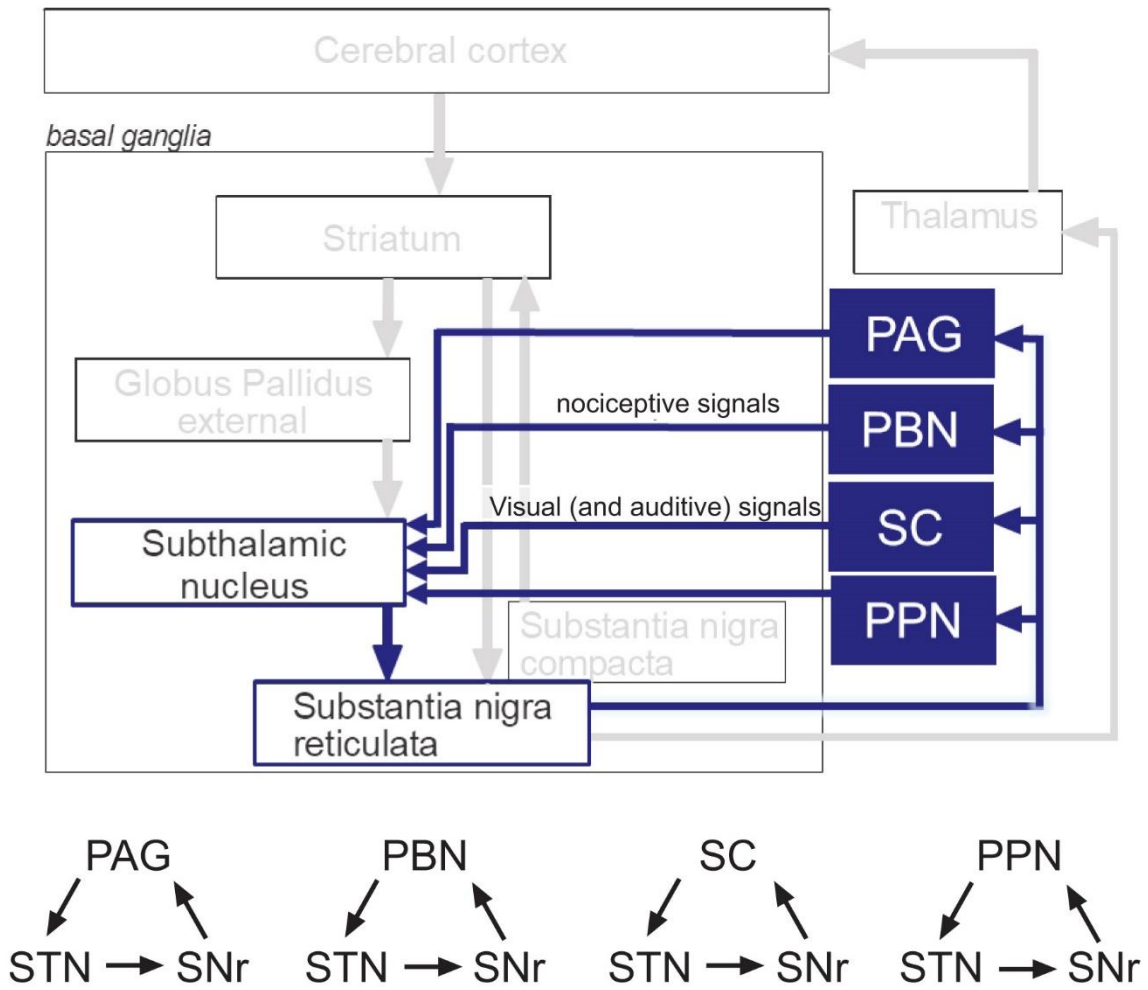 Cerebral cortex
basal ganglia
Striatum
Thalamus
PAG
Globus Pallidus
external
nociceptive signals
PBN
Visual (and auditive) signals
SC
Subthalamic
nucleus
PPN
Substantia nigra
compacta
Substantia nigra
reticulata
PAG PBN SC PPN
STN SNr STN SNr STN SNr STN SNr